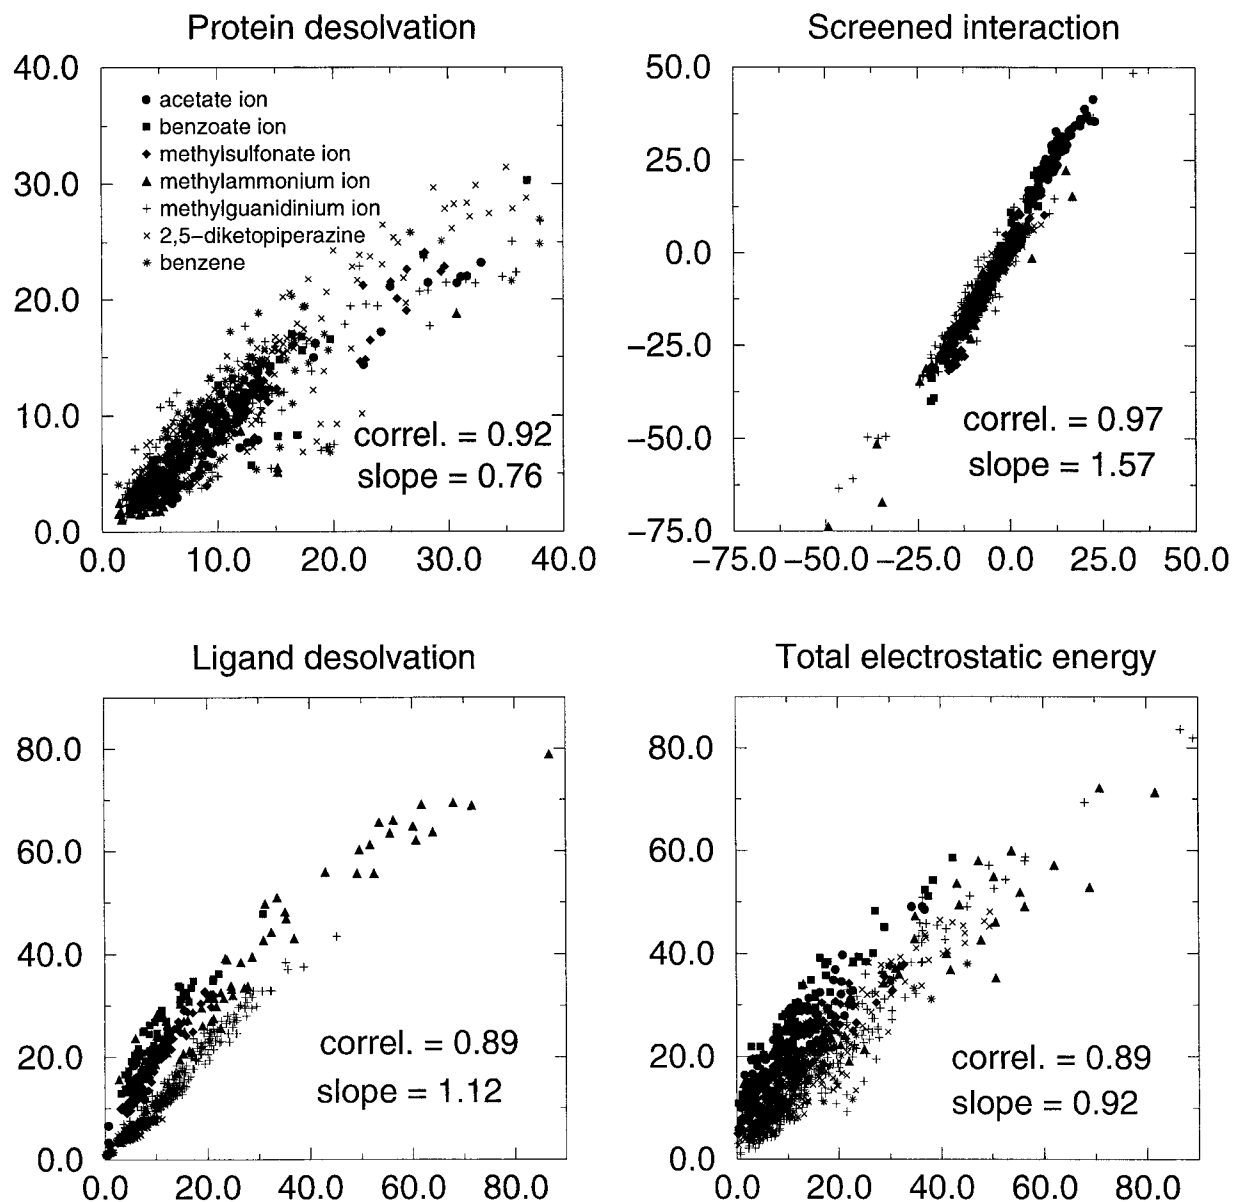 Protein desolvation
40.0
30.0
20.0
10.0
0.0
acetate ion
benzoate ion
methylsulfonate ion
methylammonium ion
methylguanidinium ion
2,5−diketopiperazine
benzene
correl. = 0.92
slope = 0.76
0.0 10.0 20.0 30.0 40.0
Screened interaction
50.0
25.0
0.0
−25.0
−50.0
−75.0
correl. = 0.97
slope = 1.57
−75.0 −50.0 −25.0 0.0 25.0 50.0
Ligand desolvation
80.0
60.0
40.0
20.0
0.0
correl. = 0.89
slope = 1.12
0.0 20.0 40.0 60.0 80.0
Total electrostatic energy
80.0
60.0
40.0
20.0
0.0
correl. = 0.89
slope = 0.92
0.0 20.0 40.0 60.0 80.0